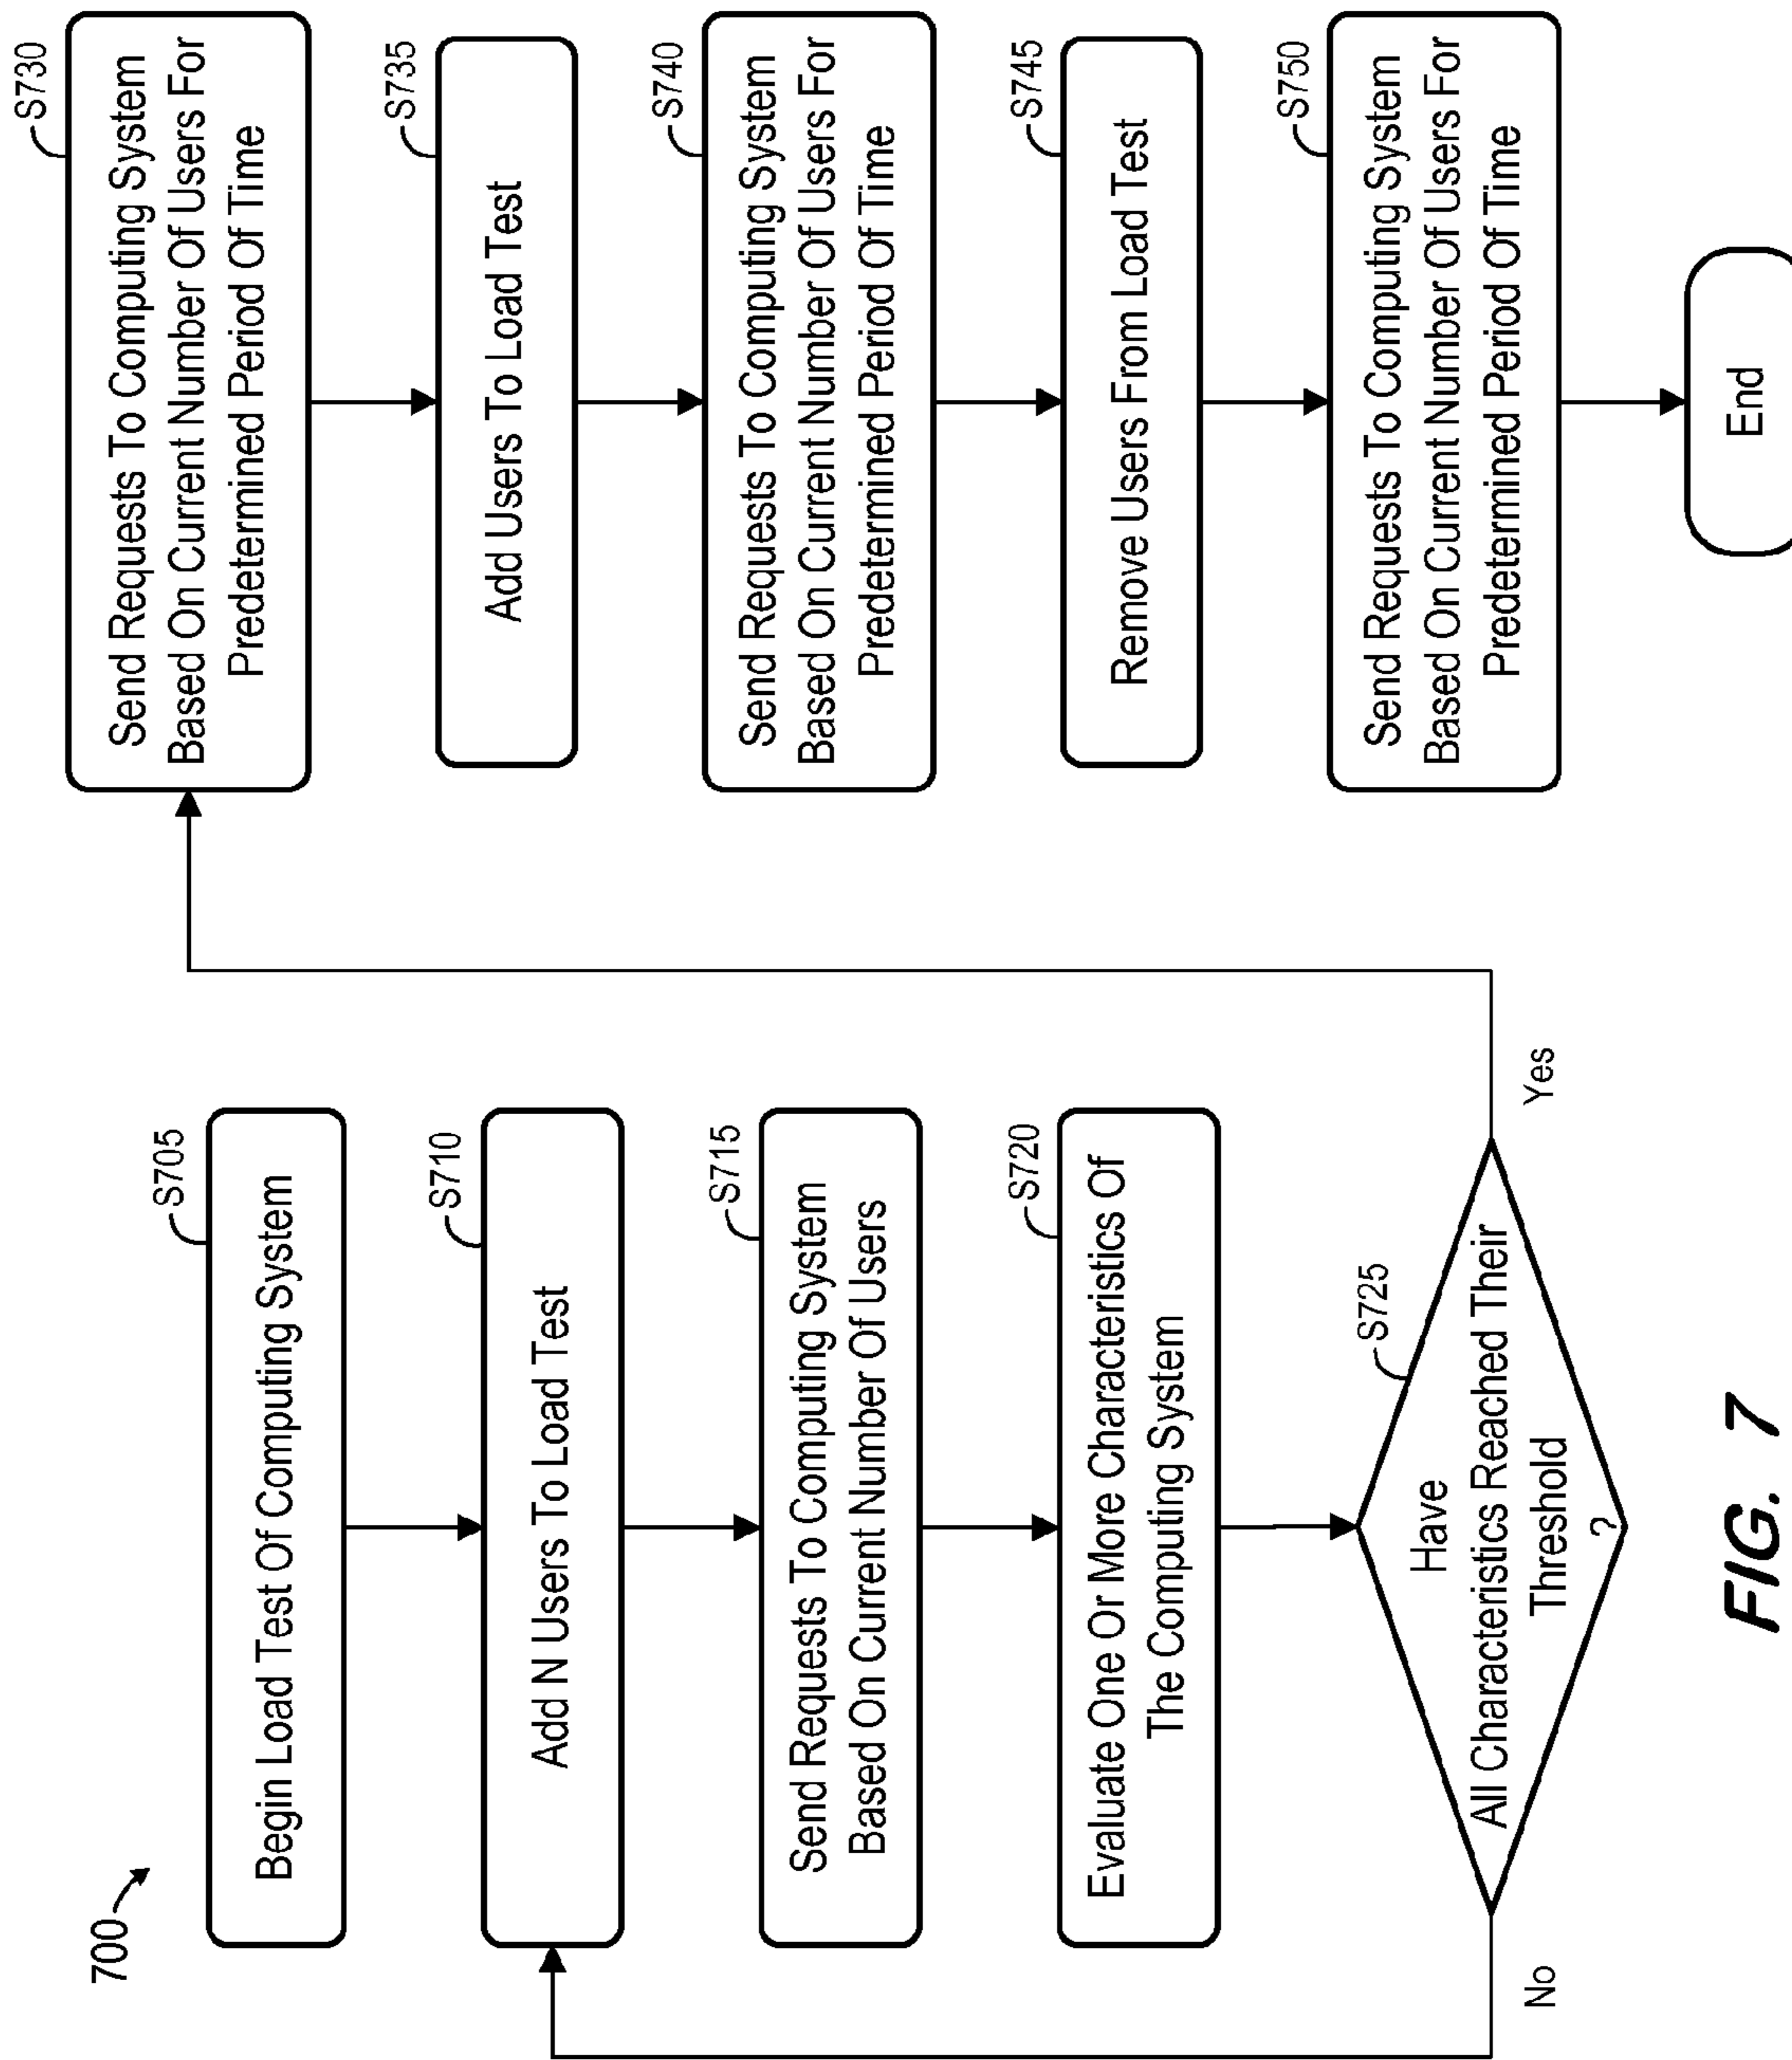 700
S705
Begin Load Test Of Computing System
S710
Add N Users To Load Test
S715
Send Requests To Computing System
Based On Current Number Of Users
S720
Evaluate One Or More Characteristics Of
The Computing System
S725
Have
All Characteristics Reached Their
Threshold
?
No
Yes
S730
Send Requests To Computing System
Based On Current Number Of Users For
Predetermined Period Of Time
S735
Add Users To Load Test
S740
Send Requests To Computing System
Based On Current Number Of Users For
Predetermined Period Of Time
S745
Remove Users From Load Test
S750
Send Requests To Computing System
Based On Current Number Of Users For
Predetermined Period Of Time
End
FIG. 7